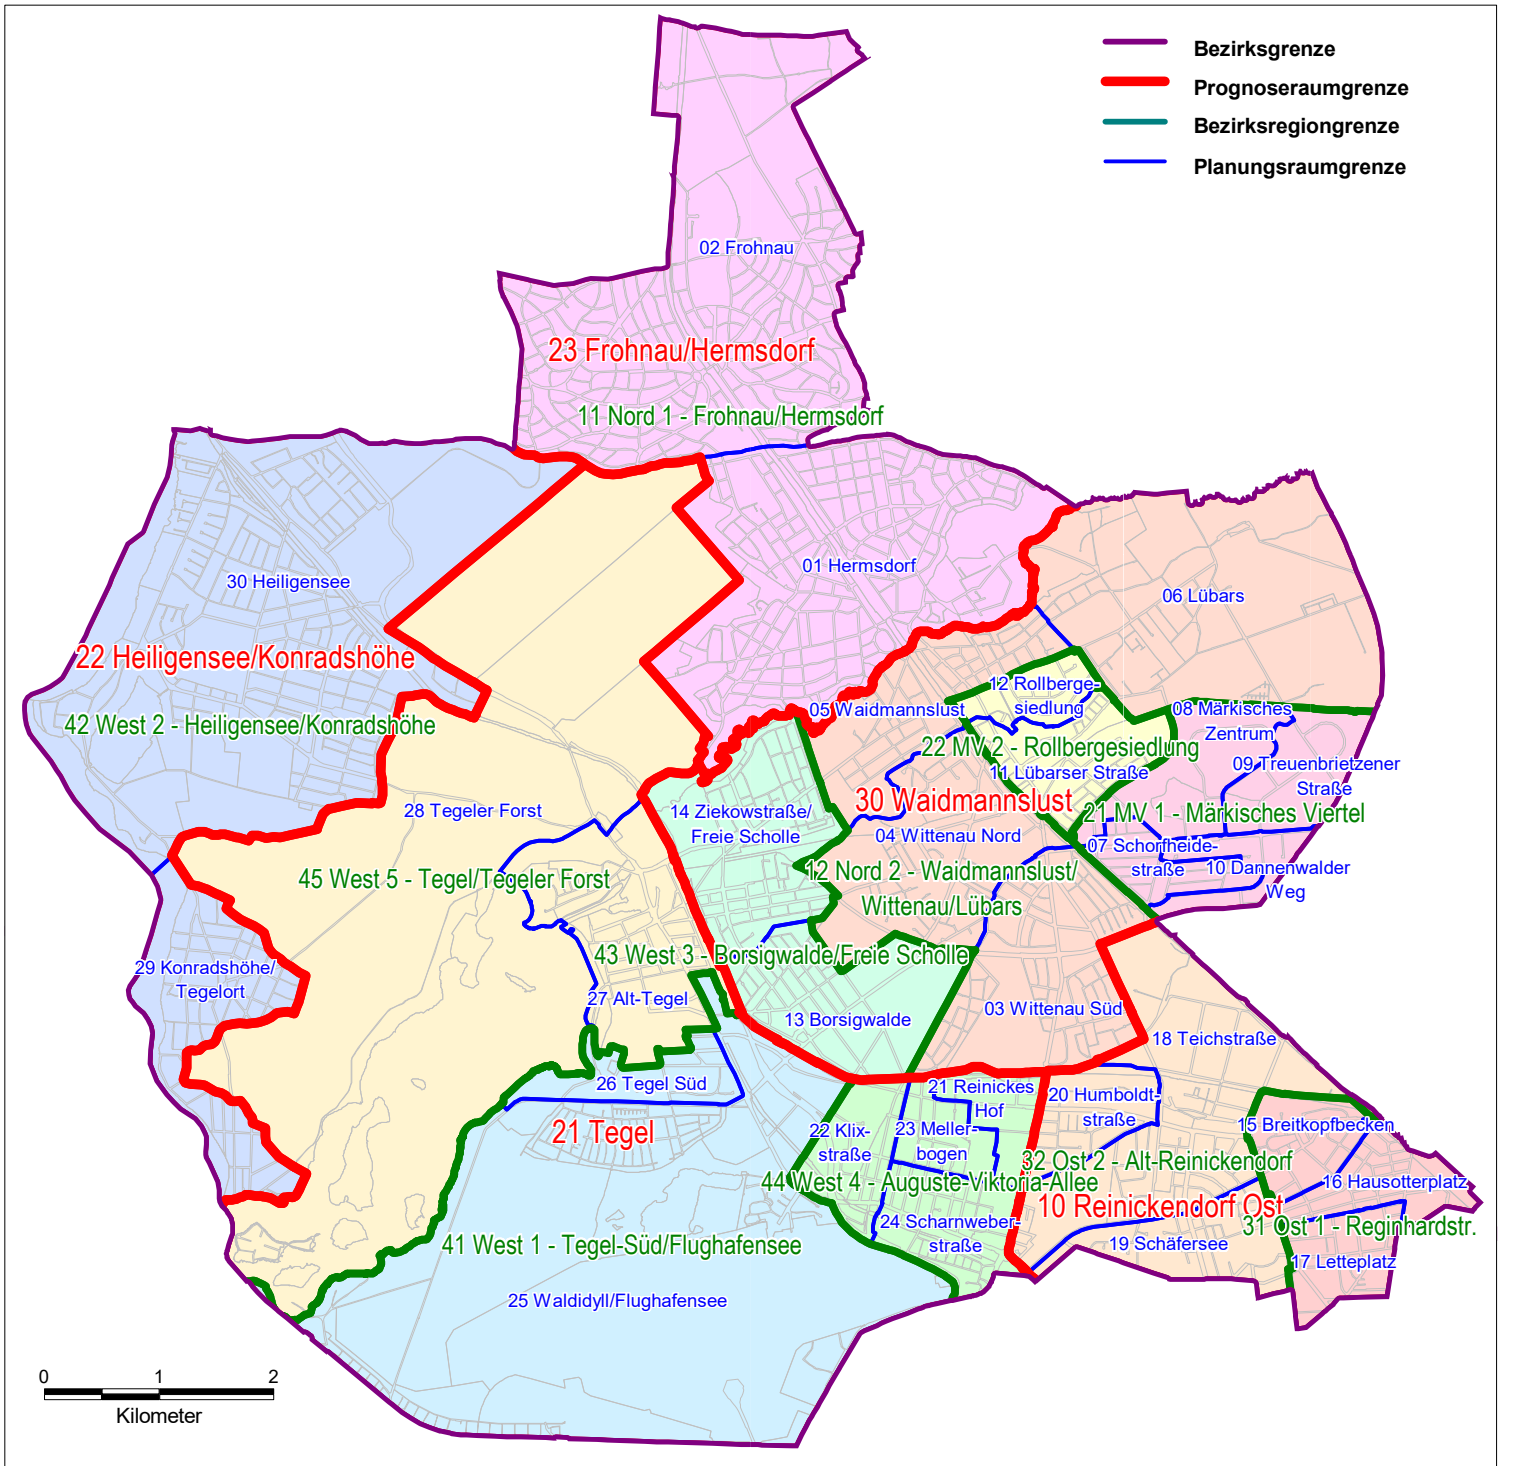 Bezirksgrenze
Prognoseraumgrenze
Bezirksregiongrenze
Planungsraumgrenze
02 Frohnau
23 Frohnau/Hermsdorf
11 Nord 1 - Frohnau/Hermsdorf
01 Hermsdorf
30 Heiligensee
06 Lübars
22 Heiligensee/Konradshöhe
42 West 2 - Heiligensee/Konradshöhe
12 Rollberge-
siedlung
05 Waidmannslust
08 Märkisches
Zentrum
22 MV 2 - Rollbergesiedlung
11 Lübarser Straße
09 Treuenbrietzener
Straße
30 Waidmannslust
28 Tegeler Forst
14 Ziekowstraße/
Freie Scholle
21 MV 1 - Märkisches Viertel
04 Wittenau Nord
07 Schorfheide-
straße
10 Dannenwalder
Weg
45 West 5 - Tegel/Tegeler Forst
12 Nord 2 - Waidmannslust/
Wittenau/Lübars
43 West 3 - Borsigwalde/Freie Scholle
29 Konradshöhe/
Tegelort
27 Alt-Tegel
13 Borsigwalde
03 Wittenau Süd
18 Teichstraße
26 Tegel Süd
21 Reinickes
Hof
20 Humboldt-
straße
21 Tegel
22 Klix-
straße
23 Meller-
bogen
15 Breitkopfbecken
32 Ost 2 - Alt-Reinickendorf
44 West 4 - Auguste-Viktoria-Allee
16 Hausotterplatz
10 Reinickendorf Ost
24 Scharnweber-
straße
31 Ost 1 - Reginhardstr.
41 West 1 - Tegel-Süd/Flughafensee
19 Schäfersee
17 Letteplatz
25 Waldidyll/Flughafensee
0 1 2
Kilometer